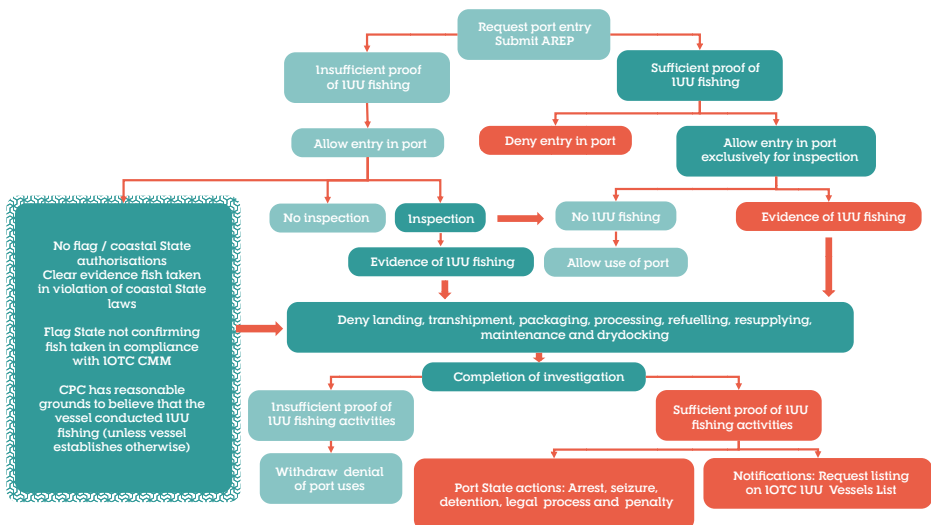 Request port entry
Submit AREP
Insufficient proof
of IUU fishing
Sufficient proof of
IUU fishing
Allow entry in port
Deny entry in port
Allow entry in port
exclusively for inspection
No inspection
Inspection
No IUU fishing
Evidence of IUU fishing
Evidence of IUU fishing
Allow use of port
No flag / coastal State
authorisations
Clear evidence fish taken
in violation of coastal State
laws
Flag State not confirming
fish taken in compliance
with IOTC CMM
CPC has reasonable
grounds to believe that the
vessel conducted IUU
fishing (unless vessel
establishes otherwise)
Deny landing, transhipment, packaging, processing, refuelling, resupplying,
maintenance and drydocking
Completion of investigation
Insufficient proof of
IUU fishing activities
Sufficient proof of IUU
fishing activities
Withdraw denial
of port uses
Port State actions: Arrest, seizure,
detention, legal process and penalty
Notifications: Request listing
on IOTC IUU Vessels List